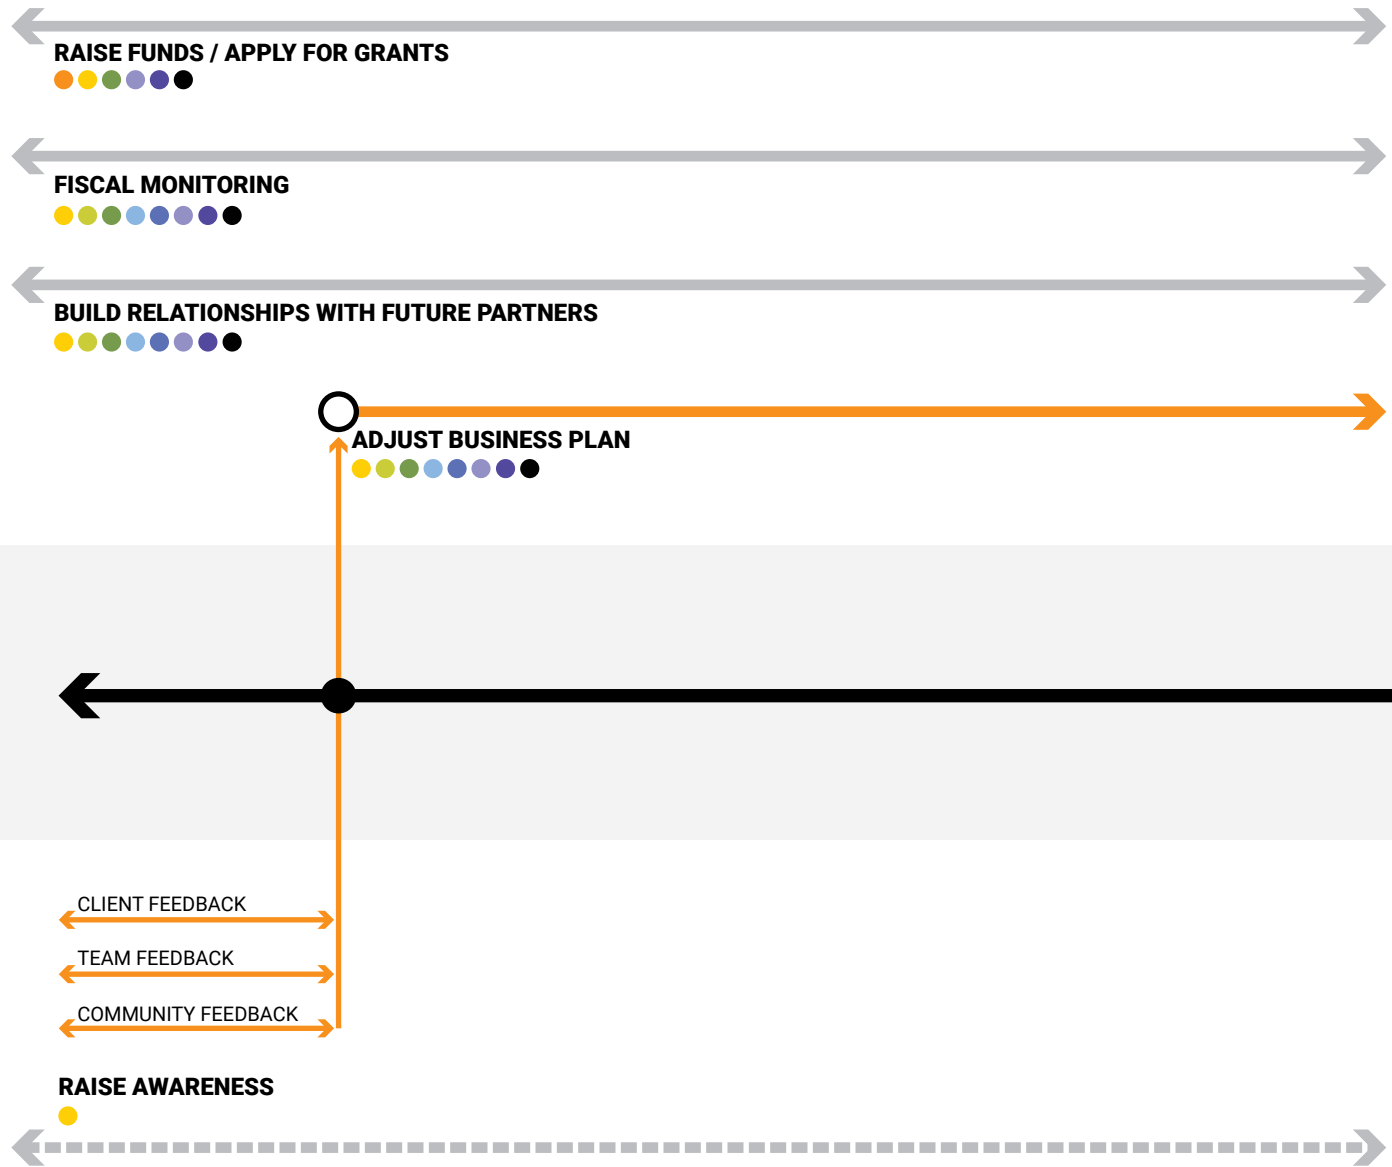 RAISE FUNDS / APPLY FOR GRANTS
FISCAL MONITORING
BUILD RELATIONSHIPS WITH FUTURE PARTNERS
ADJUST BUSINESS PLAN
CLIENT FEEDBACK
TEAM FEEDBACK
COMMUNITY FEEDBACK
RAISE AWARENESS